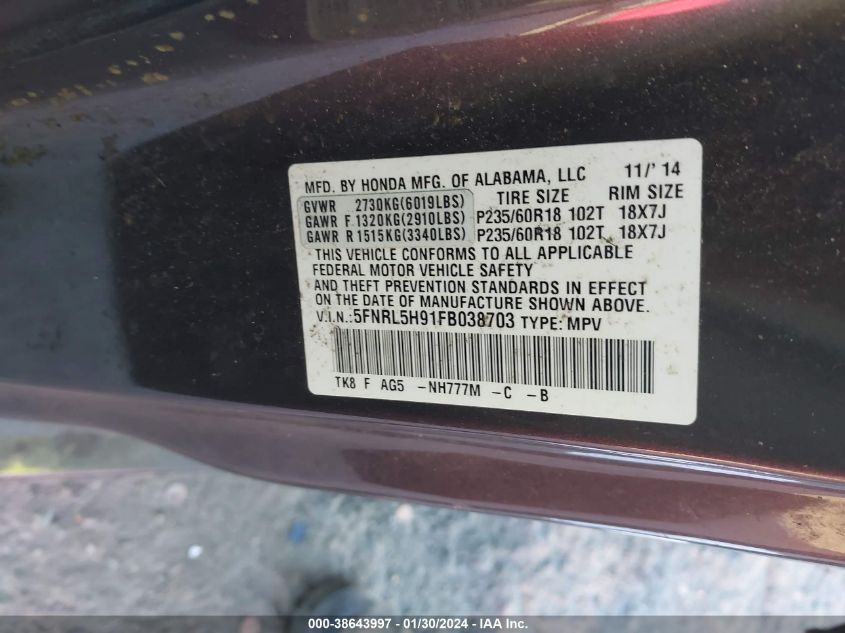 MFD. BY HONDA MFG. OF ALABAMA, LLC 11/'14
GVWR 2730KG(6019LBS) TIRE SIZE RIM SIZE
GAWR F 1320KG(2910LBS) P235/60R18 102T 18X7J
GAWR R 1515KG(3340LBS) P235/60R18 102T 18X7J
THIS VEHICLE CONFORMS TO ALL APPLICABLE
FEDERAL MOTOR VEHICLE SAFETY
AND THEFT PREVENTION STANDARDS IN EFFECT
ON THE DATE OF MANUFACTURE SHOWN ABOVE.
V.I.N.: 5FNRL5H91FB038703 TYPE: MPV
TK8 F AG5 -NH777M -C -B
000-38643997 - 01/30/2024 - IAA Inc.